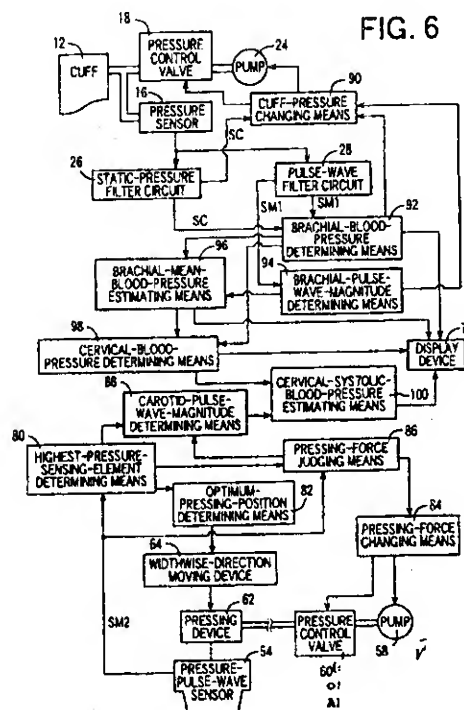 FIG. 6
18
12
24
PRESSURE
CONTROL
VALVE
CUFF
PUMP
90
16
PRESSURE
SENSOR
CUFF-PRESSURE
CHANGING MEANS
SC
26
28
STATIC-PRESSURE
FILTER CIRCUIT
PULSE-WAVE
FILTER CIRCUIT
SM1
SM1
92
SC
96
BRACHIAL-BLOOD-
PRESSURE
DETERMINING MEANS
BRACHIAL-MEAN-
BLOOD-PRESSURE
ESTIMATING MEANS
94
BRACHIAL-PULSE-
WAVE-MAGNITUDE
DETERMINING MEANS
98
CERVICAL-BLOOD-
PRESSURE DETERMINING MEANS
DISPLAY
DEVICE
88
CAROTID-PULSE-
WAVE-MAGNITUDE
DETERMINING MEANS
CERVICAL-SYSTOLIC-
BLOOD-PRESSURE
ESTIMATING MEANS
100
80
86
HIGHEST-PRESSURE-
SENSING-ELEMENT
DETERMINING MEANS
PRESSING-FORCE
JUDGING MEANS
OPTIMUM-
PRESSING-POSITION
DETERMINING MEANS
82
84
64
PRESSING-FORCE
CHANGING MEANS
WIDTHWISE-DIRECTION
MOVING DEVICE
SM2
62
PRESSING
DEVICE
PRESSURE
CONTROL
VALVE
PUMP
54
58
60
PRESSURE-
PULSE-WAVE
SENSOR